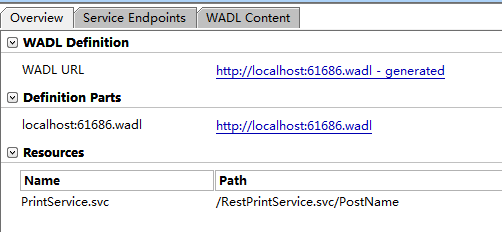 Overview Service Endpoints WADL Content
WADL Definition
WADL URL http://localhost:61686.wadl - generated
Definition Parts
localhost:61686.wadl http://localhost:61686.wadl
Resources
Name Path
PrintService.svc /RestPrintService.svc/PostName